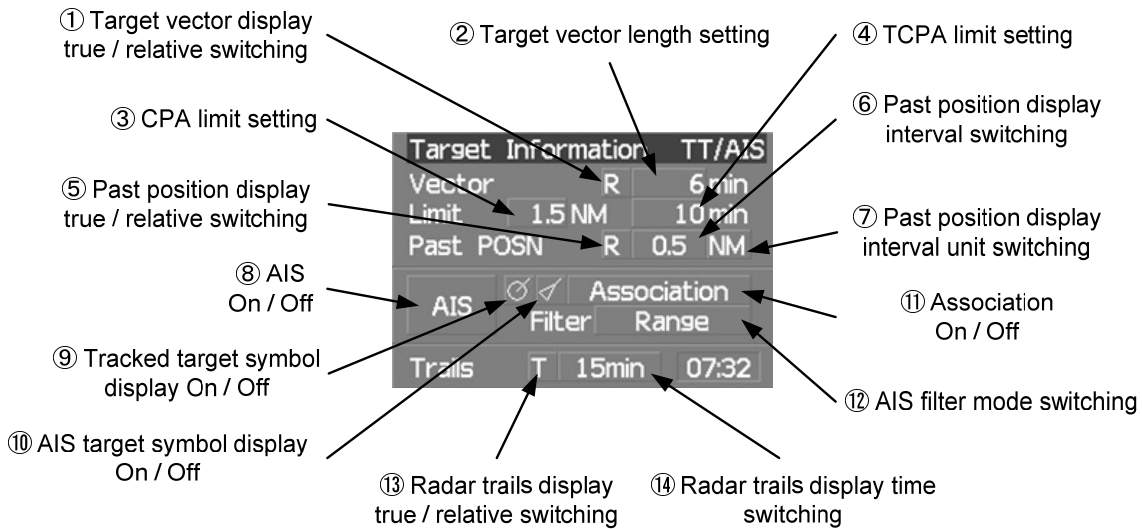 ① Target vector display
true / relative switching
② Target vector length setting
④ TCPA limit setting
③ CPA limit setting
⑥ Past position display
interval switching
⑤ Past position display
true / relative switching
⑦ Past position display
interval unit switching
Target Information TT/AIS
Vector R 6 min
Limit 1.5 NM 10 min
Past POSN R 0.5 NM
AIS Association
Filter Range
Trails T 15min 07:32
⑧ AIS
On / Off
⑪ Association
On / Off
⑨ Tracked target symbol
display On / Off
⑫ AIS filter mode switching
⑩ AIS target symbol display
On / Off
⑬ Radar trails display
true / relative switching
⑭ Radar trails display time
switching